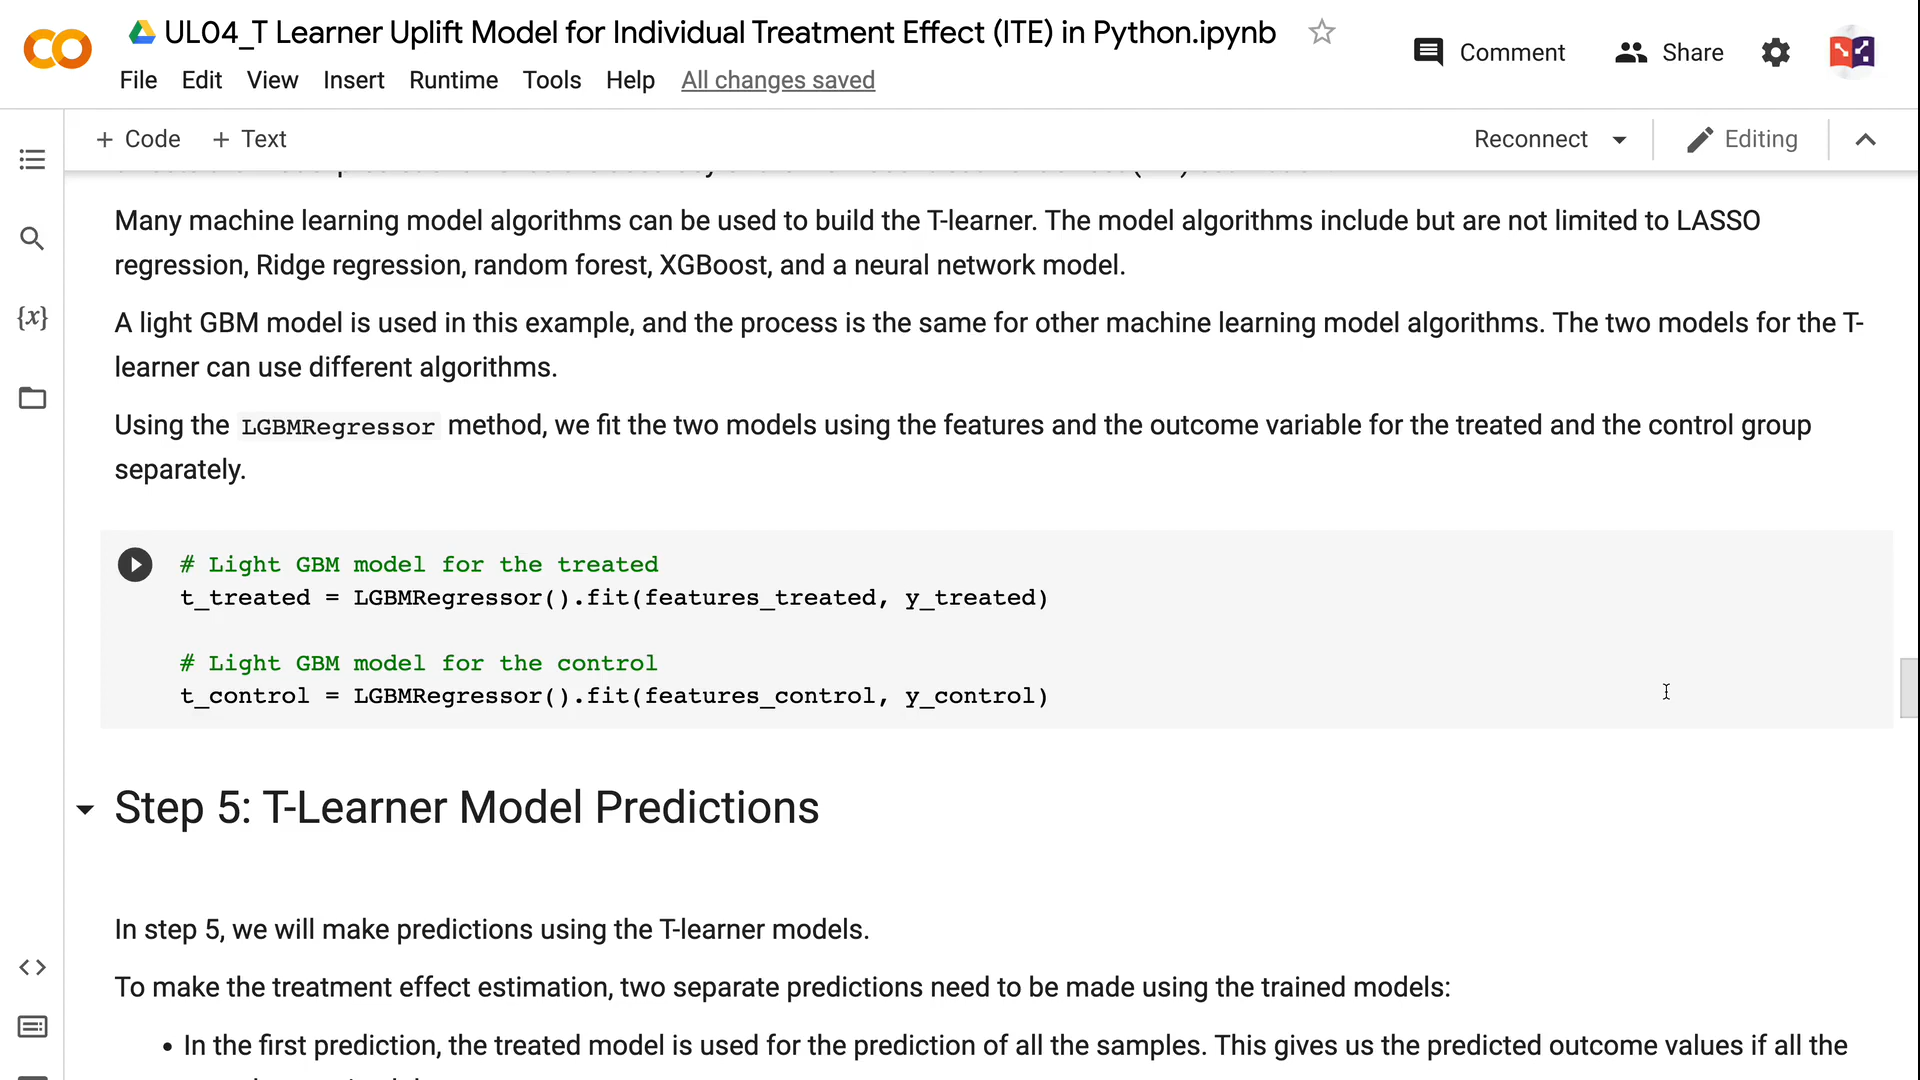 UL04_T Learner Uplift Model for Individual Treatment Effect (ITE) in Python.ipynb
Comment
Share
File Edit View Insert Runtime Tools Help All changes saved
+ Code + Text
Reconnect
Editing
Many machine learning model algorithms can be used to build the T-learner. The model algorithms include but are not limited to LASSO
regression, Ridge regression, random forest, XGBoost, and a neural network model.
{x}
A light GBM model is used in this example, and the process is the same for other machine learning model algorithms. The two models for the T-
learner can use different algorithms.
Using the LGBMRegressor method, we fit the two models using the features and the outcome variable for the treated and the control group
separately.
# Light GBM model for the treated
t_treated = LGBMRegressor().fit(features_treated, y_treated)
# Light GBM model for the control
t_control = LGBMRegressor().fit(features_control, y_control)
Step 5: T-Learner Model Predictions
In step 5, we will make predictions using the T-learner models.
To make the treatment effect estimation, two separate predictions need to be made using the trained models:
• In the first prediction, the treated model is used for the prediction of all the samples. This gives us the predicted outcome values if all the